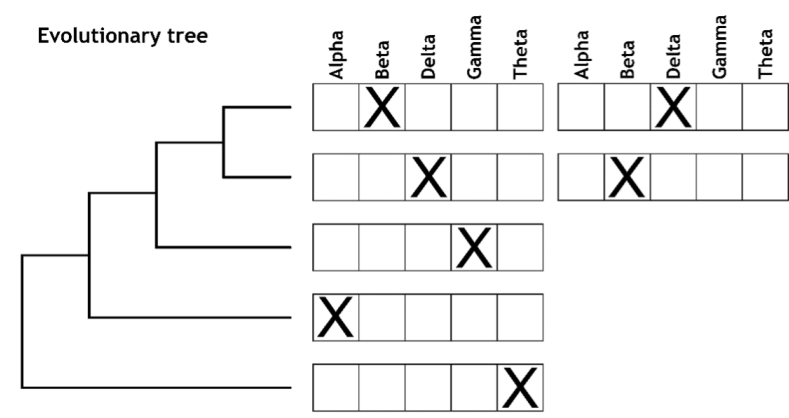 Evolutionary tree
Alpha Beta Delta Gamma Theta Alpha Beta Delta Gamma Theta
X X
X X
X
X
X